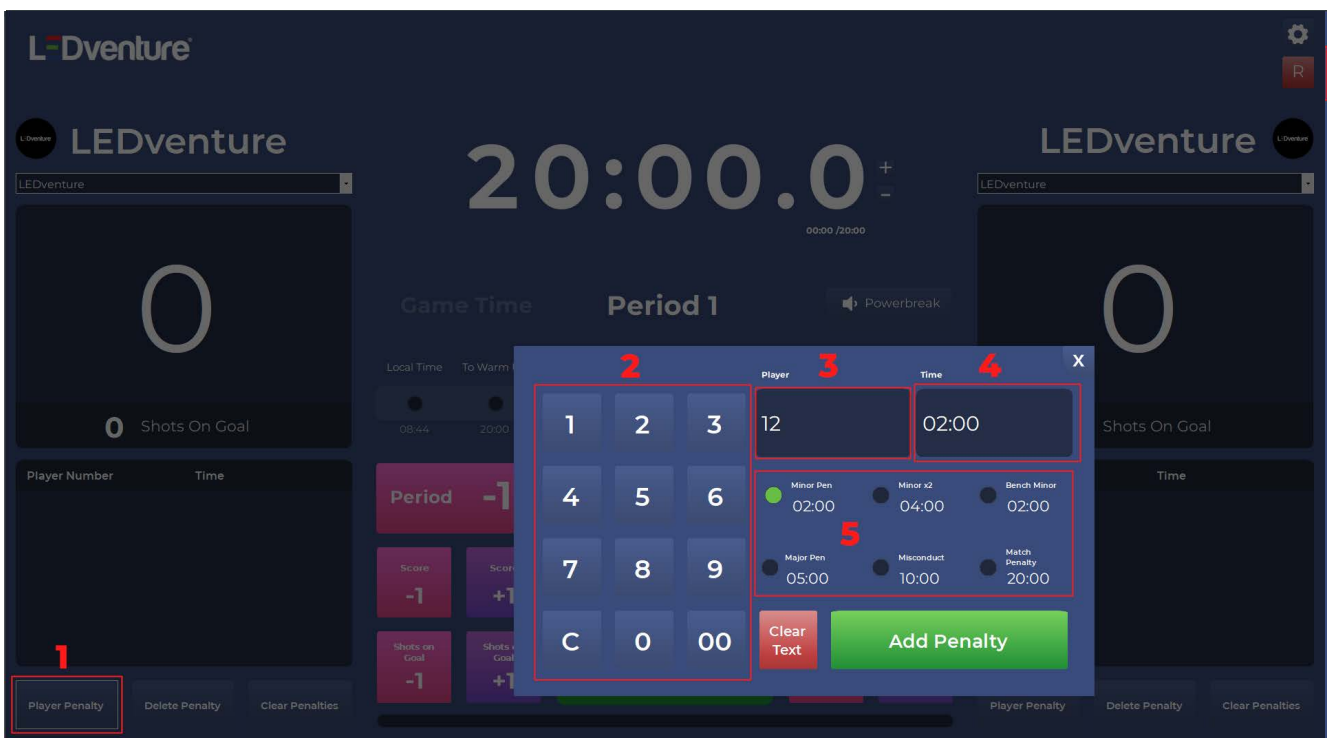 LEDventure
R
LEDventure
LEDventure
LEDventure
LEDventure
20:00.0
+
-
00:00 /20:00
LEDventure
LEDventure
LEDventure
0
0 Shots On Goal
Game Time
Period 1
Powerbreak
Local Time
To Warm
08:44
20:00
0
Shots On Goal
Player Number
Time
Period -1
Score
-1
+1
Shots on
Goal
-1
+1
Time
2
1 2 3
4 5 6
7 8 9
C 0 00
X
Player
3
12
Time
4
02:00
Minor Pen
02:00
Minor x2
04:00
Bench Minor
02:00
5
Major Pen
05:00
Misconduct
10:00
Match
Penalty
20:00
Clear
Text
Add Penalty
1
Player Penalty
Delete Penalty
Clear Penalties
Player Penalty
Delete Penalty
Clear Penalties